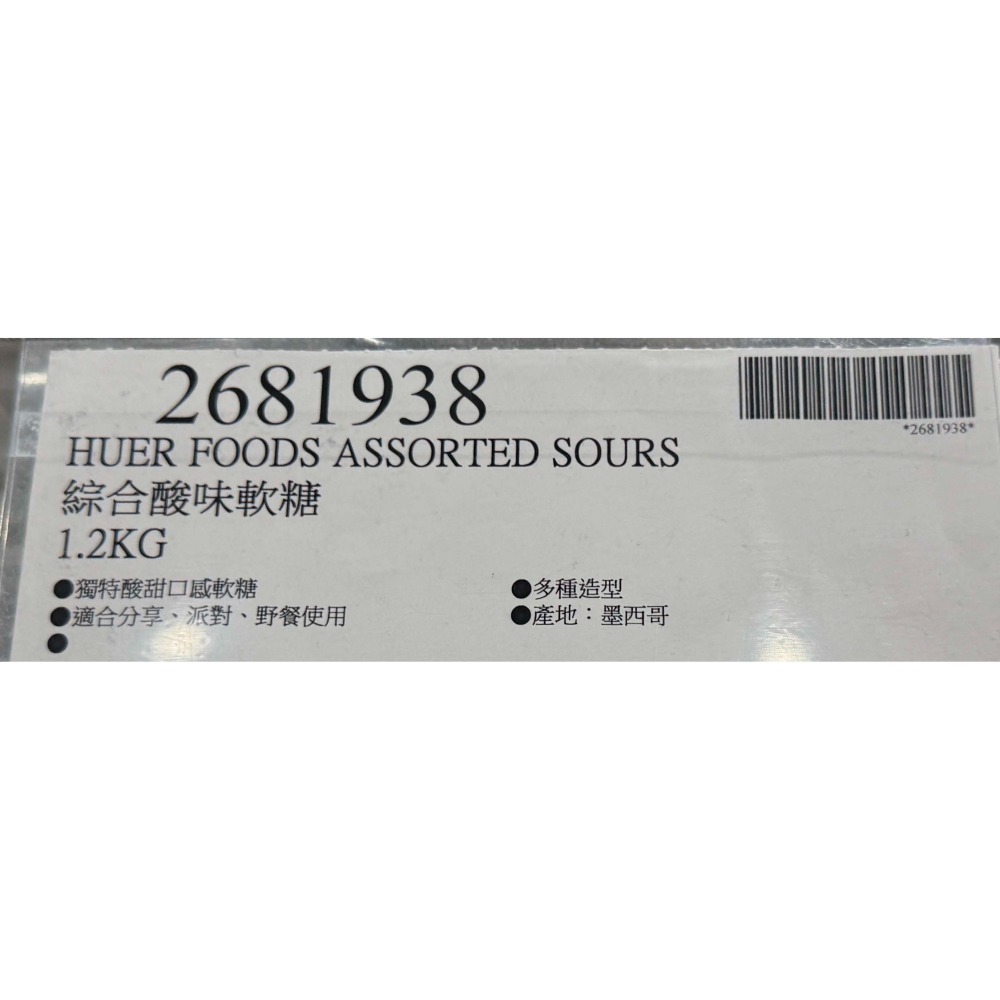 2681938
*2681938*
HUER FOODS ASSORTED SOURS
綜合酸味軟糖
1.2KG
●獨特酸甜口感軟糖
●多種造型
●適合分享、派對、野餐使用
●產地：墨西哥
●